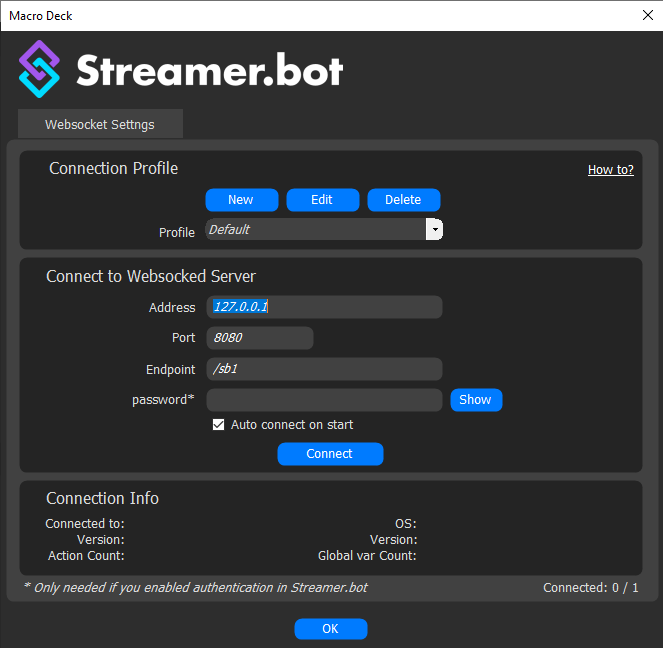 Macro Deck
Streamer.bot
Websocket Settngs
Connection Profile
How to?
New Edit Delete
Profile Default
Connect to Websocked Server
Address 127.0.0.1
Port 8080
Endpoint /sb1
password* Show
Auto connect on start
Connect
Connection Info
Connected to: OS:
Version: Version:
Action Count: Global var Count:
* Only needed if you enabled authentication in Streamer.bot Connected: 0 / 1
OK